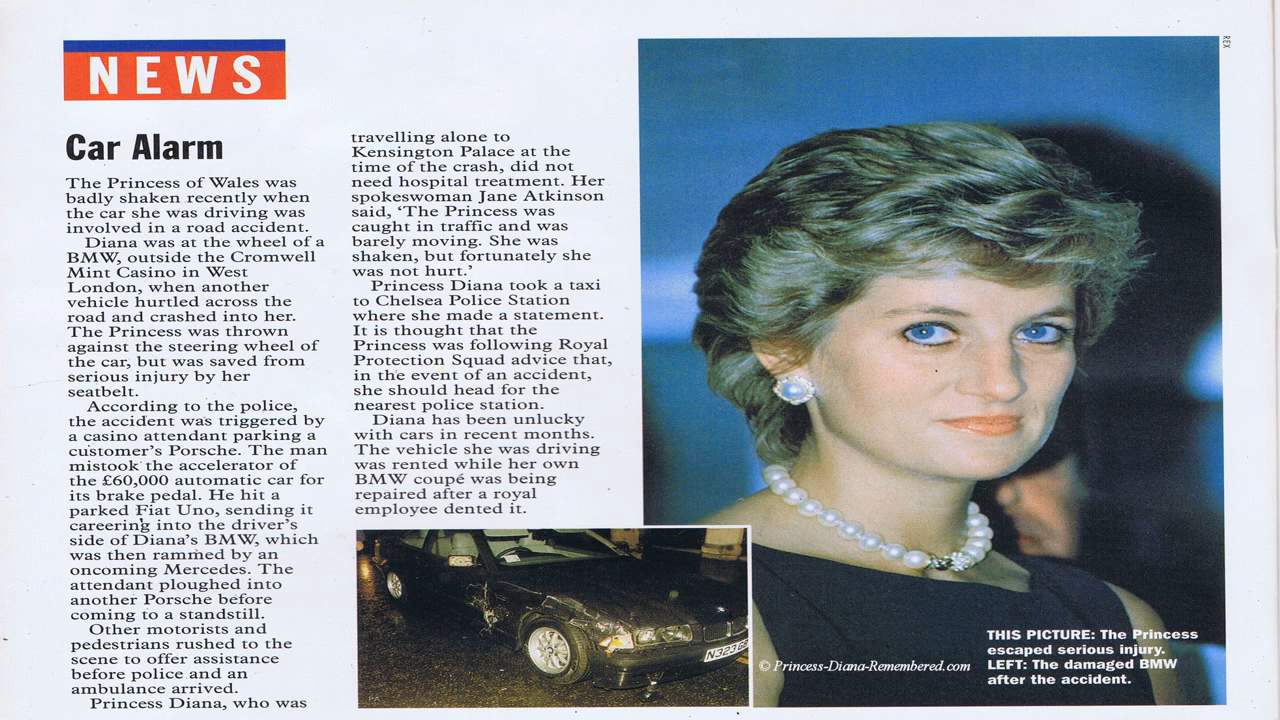 NEWS
Car Alarm
The Princess of Wales was
badly shaken recently when
the car she was driving was
involved in a road accident.
Diana was at the wheel of a
BMW, outside the Cromwell
Mint Casino in West
London, when another
vehicle hurtled across the
road and crashed into her.
The Princess was thrown
against the steering wheel of
the car, but was saved from
serious injury by her
seatbelt.
According to the police,
the accident was triggered by
a casino attendant parking a
customer's Porsche. The man
mistook the accelerator of
the £60,000 automatic car for
its brake pedal. He hit a
parked Fiat Uno, sending it
careering into the driver's
side of Diana's BMW, which
was then rammed by an
oncoming Mercedes. The
attendant ploughed into
another Porsche before
coming to a standstill.
Other motorists and
pedestrians rushed to the
scene to offer assistance
before police and an
ambulance arrived.
Princess Diana, who was
travelling alone to
Kensington Palace at the
time of the crash, did not
need hospital treatment. Her
spokeswoman Jane Atkinson
said, ‘The Princess was
caught in traffic and was
barely moving. She was
shaken, but fortunately she
was not hurt.’
Princess Diana took a taxi
to Chelsea Police Station
where she made a statement.
It is thought that the
Princess was following Royal
Protection Squad advice that,
in the event of an accident,
she should head for the
nearest police station.
Diana has been unlucky
with cars in recent months.
The vehicle she was driving
was rented while her own
BMW coupé was being
repaired after a royal
employee dented it.
REX
THIS PICTURE: The Princess
escaped serious injury.
LEFT: The damaged BMW
after the accident.
© Princess-Diana-Remembered.com